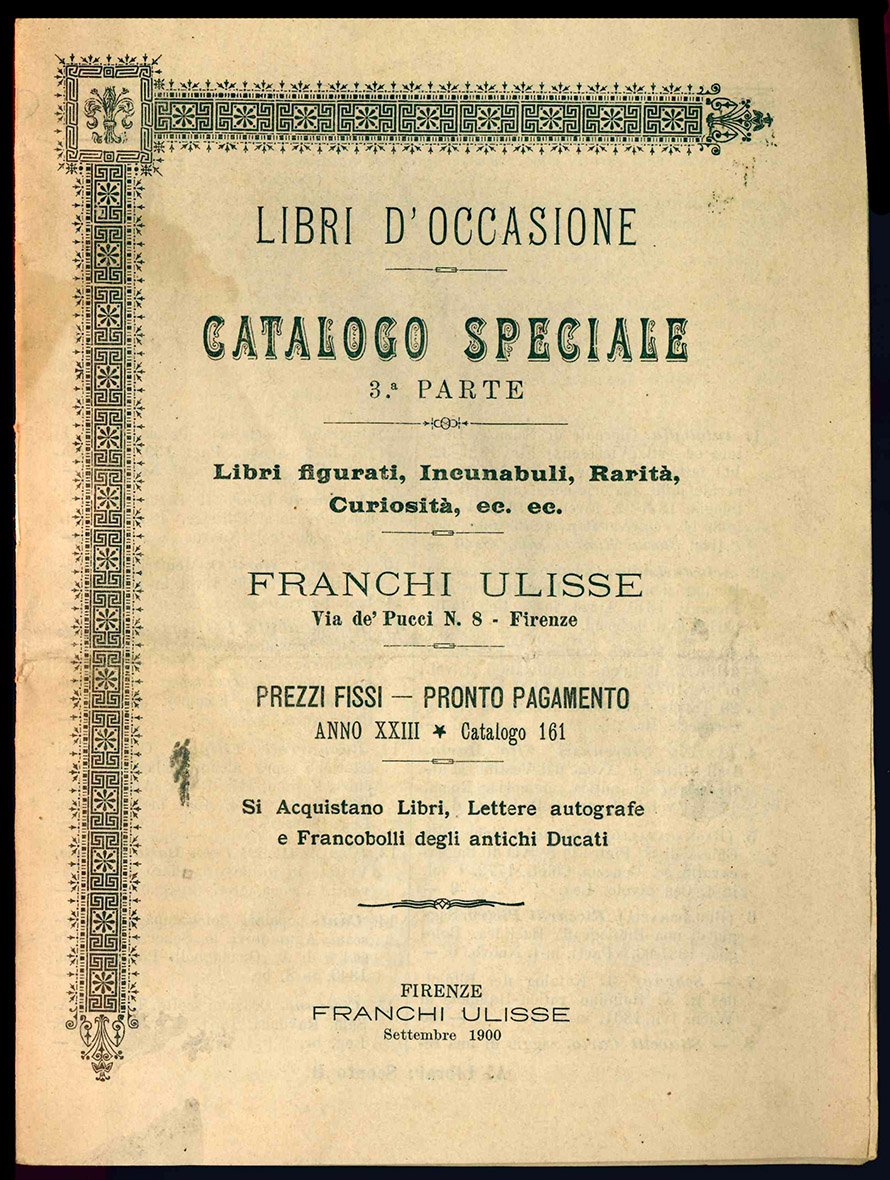 LIBRI D'OCCASIONE
CATALOGO SPECIALE
3.ª PARTE
Libri figurati, Incunabuli, Rarità,
Curiosità, ec. ec.
FRANCHI ULISSE
Via de' Pucci N. 8 - Firenze
PREZZI FISSI — PRONTO PAGAMENTO
ANNO XXIII ★ Catalogo 161
Si Acquistano Libri, Lettere autografe
e Francobolli degli antichi Ducati
FIRENZE
FRANCHI ULISSE
Settembre 1900